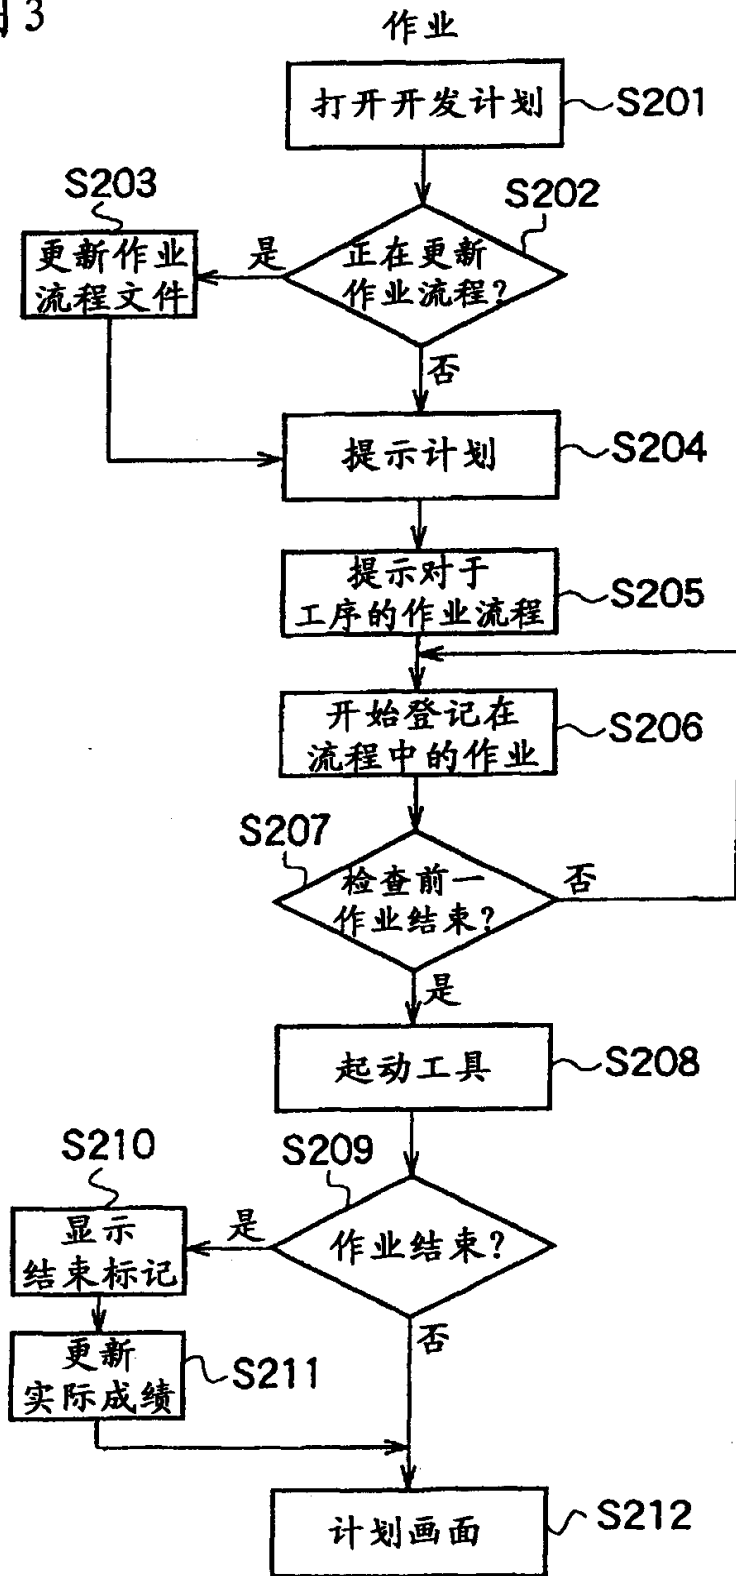 图3
作业
打开开发计划
S201
S202
S203
正在更新
作业流程?
是
更新作业
流程文件
否
提示计划
S204
提示对于
工序的作业流程
S205
开始登记在
流程中的作业
S206
S207
检查前一
作业结束?
否
是
起动工具
S208
S209
S210
作业结束?
是
显示
结束标记
否
更新
实际成绩
S211
计划画面
S212